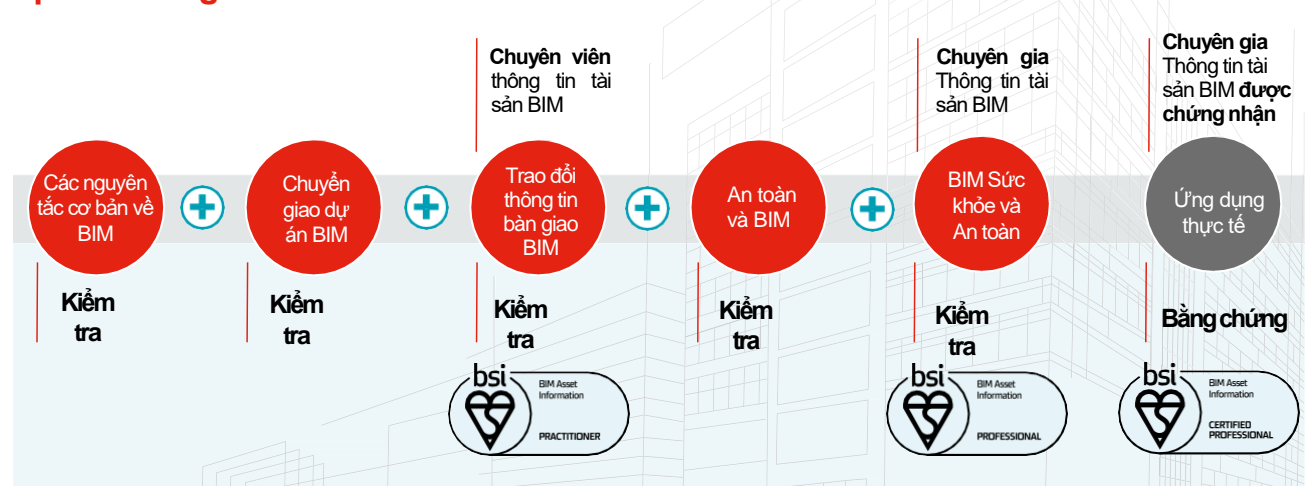 Chuyên viên
thông tin tài
sản BIM
Chuyên gia
Thông tin tài
sản BIM
Chuyên gia
Thông tin tài
sản BIM được
chứng nhận
Các nguyên
tắc cơ bản về
BIM
Chuyển
giao dự
án BIM
Trao đổi
thông tin
bàn giao
BIM
An toàn
và BIM
BIM Sức
khỏe và
An toàn
Ứng dụng
thực tế
Kiểm
tra
Kiểm
tra
Kiểm
tra
Kiểm
tra
Kiểm
tra
Bằng chứng
bsi
BIM Asset
Information
PRACTITIONER
bsi
BIM Asset
Information
PROFESSIONAL
bsi
BIM Asset
Information
CERTIFIED
PROFESSIONAL